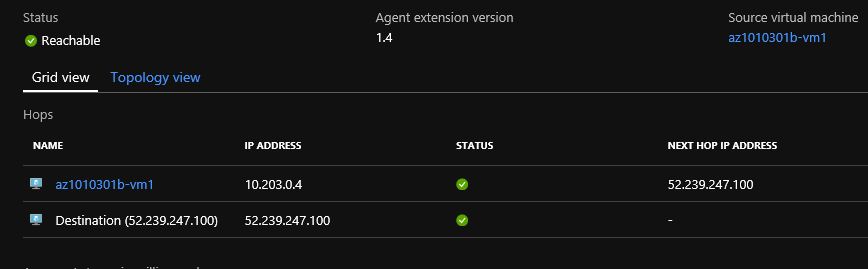 Status
Agent extension version
Source virtual machine
Reachable
1.4
az1010301b-vm1
Grid view
Topology view
Hops
NAME
IP ADDRESS
STATUS
NEXT HOP IP ADDRESS
az1010301b-vm1
10.203.0.4
52.239.247.100
Destination (52.239.247.100)
52.239.247.100
-